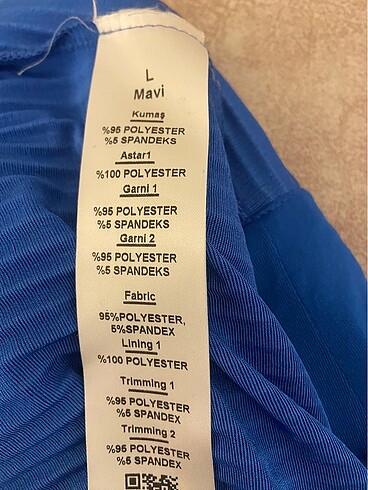 L
Mavi
Kumaş
%95 POLYESTER
%5 SPANDEKS
Astar1
%100 POLYESTER
Garni 1
%95 POLYESTER
%5 SPANDEKS
Garni 2
%95 POLYESTER
%5 SPANDEKS
Fabric
95%POLYESTER,
5%SPANDEX
Lining 1
%100 POLYESTER
Trimming 1
%95 POLYESTER
%5 SPANDEX
Trimming 2
%95 POLYESTER
%5 SPANDEX